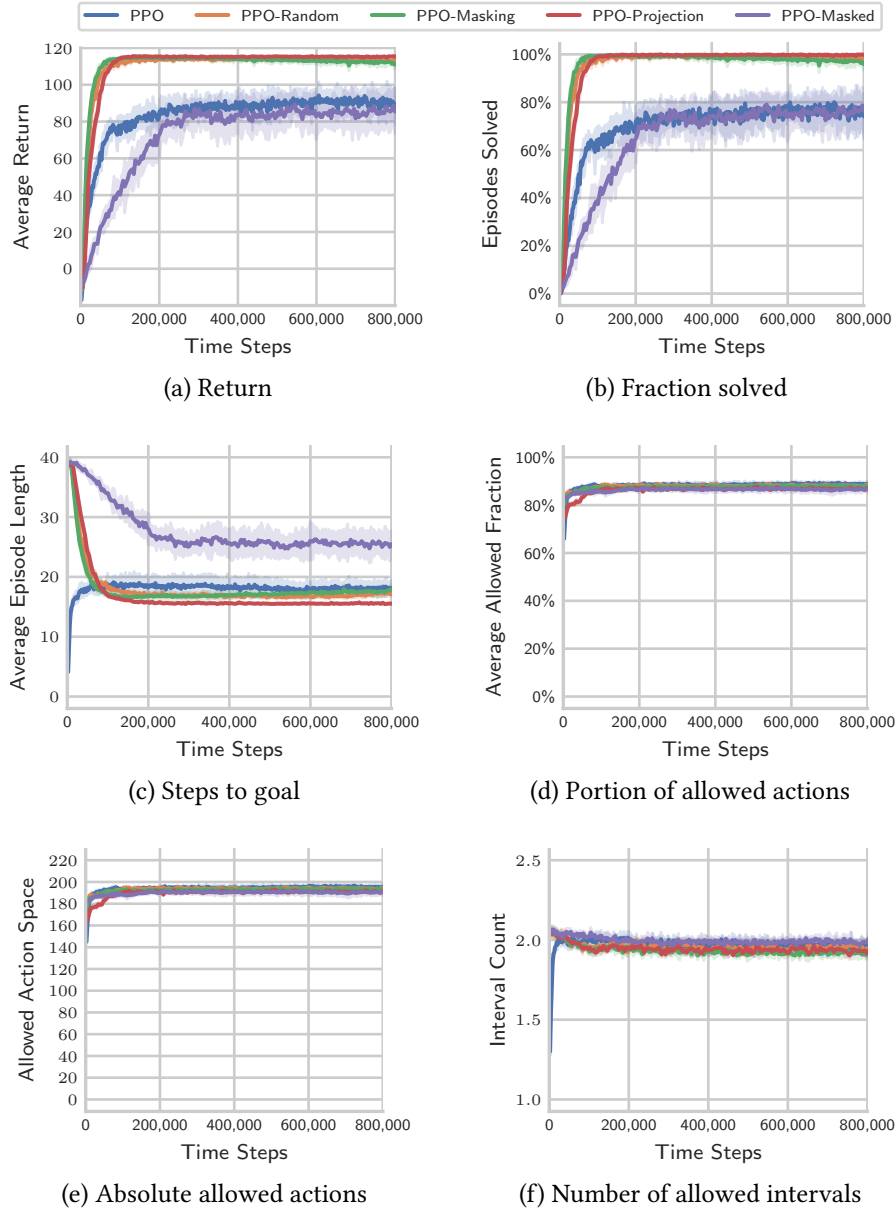 PPO PPO-Random PPO-Masking PPO-Projection PPO-Masked
120
100
80
60
40
20
0
Average Return
0 200,000 400,000 600,000 800,000
Time Steps
(a) Return
100%
80%
60%
40%
20%
0%
Episodes Solved
0 200,000 400,000 600,000 800,000
Time Steps
(b) Fraction solved
40
30
20
10
0
Average Episode Length
0 200,000 400,000 600,000 800,000
Time Steps
(c) Steps to goal
100%
80%
60%
40%
20%
0%
Average Allowed Fraction
0 200,000 400,000 600,000 800,000
Time Steps
(d) Portion of allowed actions
220
200
180
160
140
120
100
80
60
40
20
0
Allowed Action Space
0 200,000 400,000 600,000 800,000
Time Steps
(e) Absolute allowed actions
2.5
2.0
1.5
1.0
Interval Count
0 200,000 400,000 600,000 800,000
Time Steps
(f) Number of allowed intervals